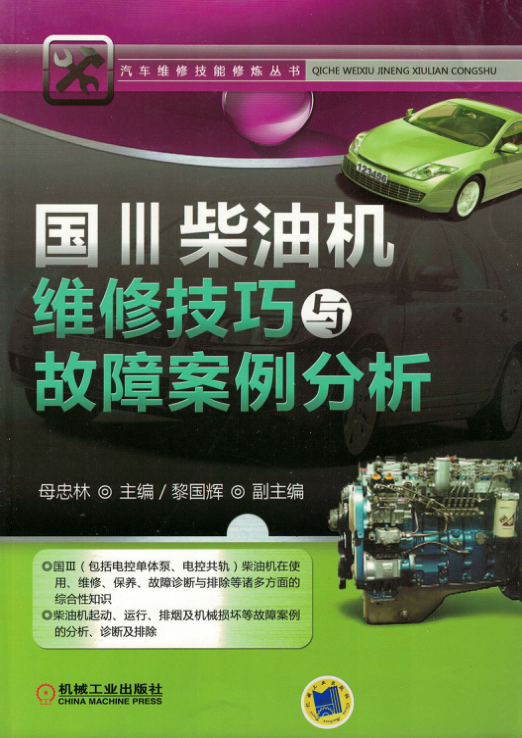 汽车维修技能修炼丛书 QICHE WEIXIU JINENG XIULIAN CONGSHU
123456
国Ⅲ柴油机
维修技巧与
故障案例分析
母忠林 ◎ 主编/黎国辉 ◎ 副主编
◎国Ⅲ(包括电控单体泵、电控共轨)柴油机在使
用、维修、保养、故障诊断与排除等诸多方面的
综合性知识
◎柴油机起动、运行、排烟及机械损坏等故障案例
的分析、诊断及排除
机械工业出版社
CHINA MACHINE PRESS